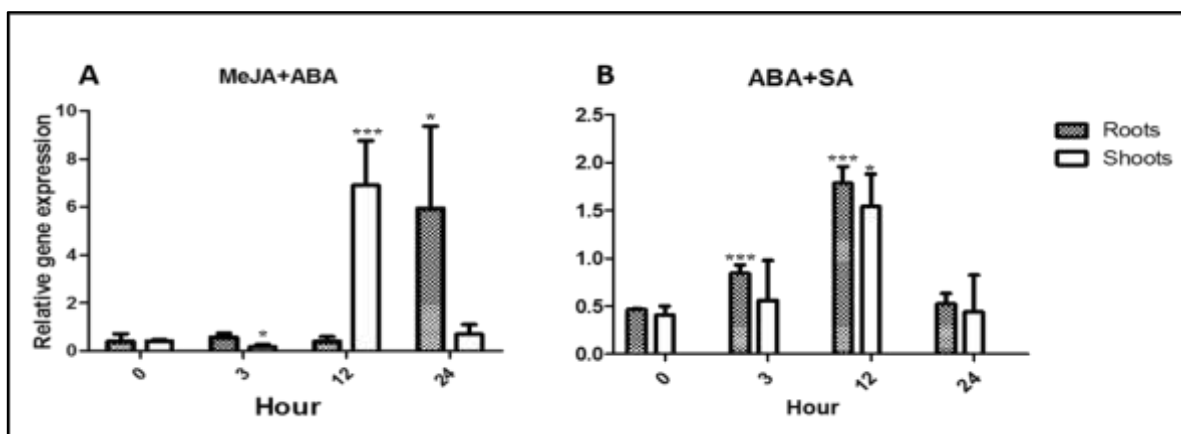 A
MeJA+ABA
Relative gene expression
10
8
6
4
2
0
*
***
*
0
3
12
24
Hour
B
ABA+SA
2.5
2.0
1.5
1.0
0.5
0.0
***
***
*
0
3
12
24
Hour
Roots
Shoots